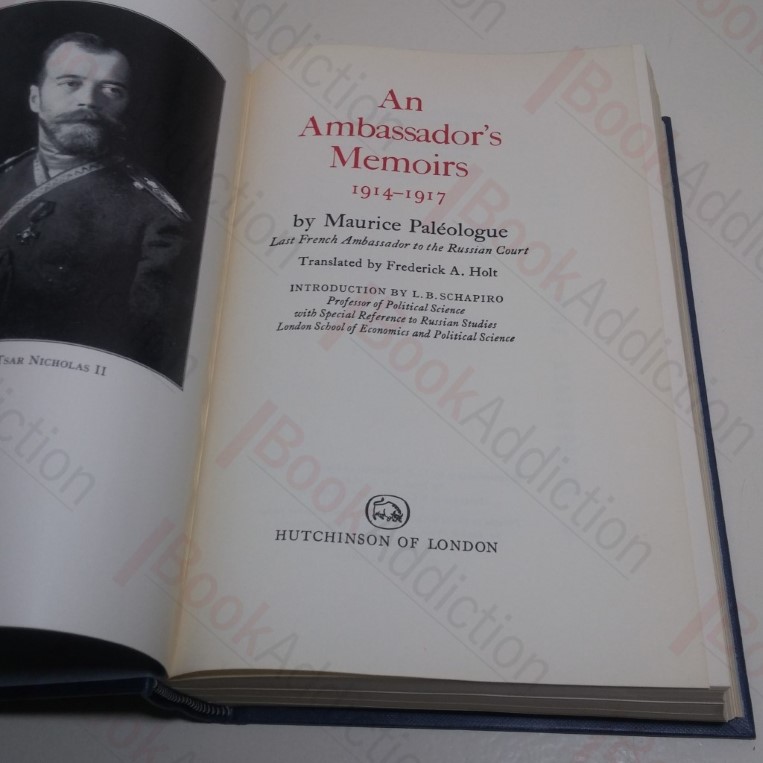 TSAR NICHOLAS II
An
Ambassador's
Memoirs
1914–1917
by Maurice Paléologue
Last French Ambassador to the Russian Court
Translated by Frederick A. Holt
INTRODUCTION BY L. B. SCHAPIRO
Professor of Political Science
with Special Reference to Russian Studies
London School of Economics and Political Science
HUTCHINSON OF LONDON
BookAddiction